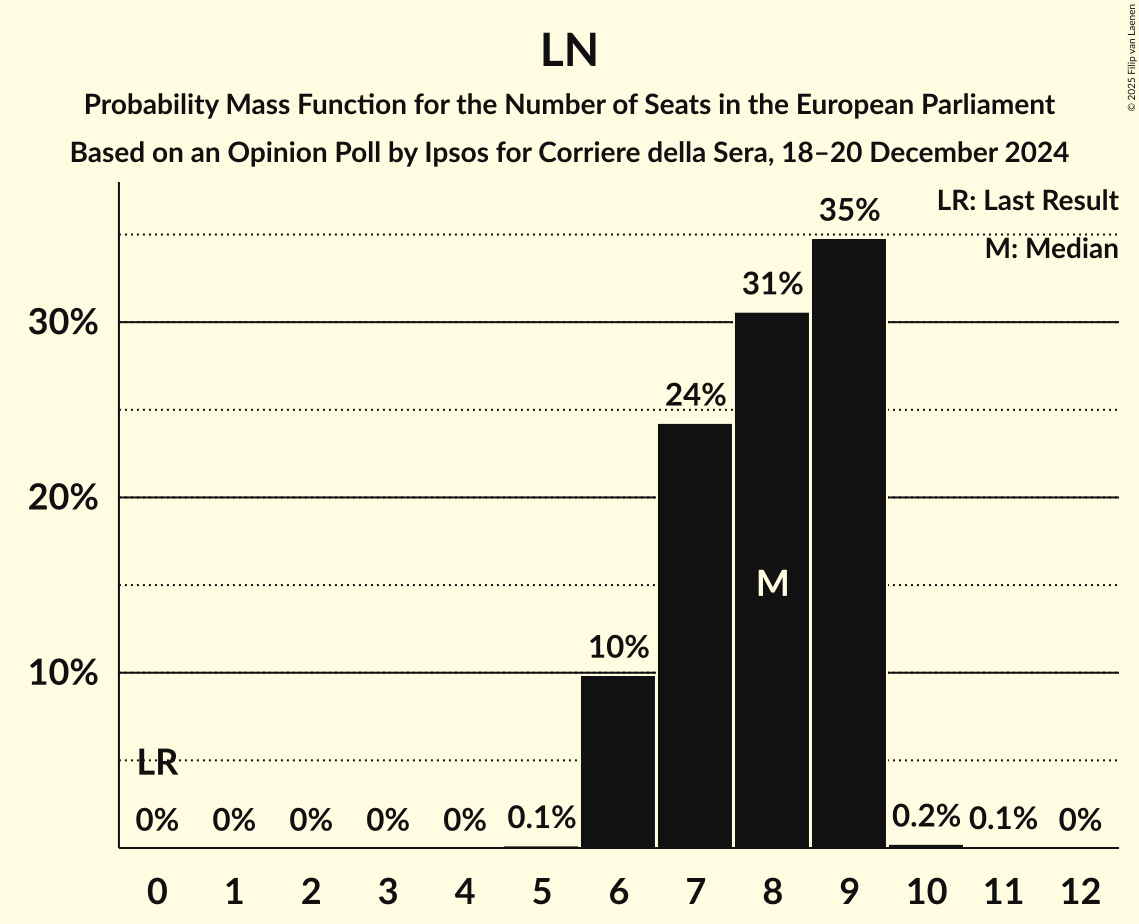 LN
Probability Mass Function for the Number of Seats in the European Parliament
Based on an Opinion Poll by Ipsos for Corriere della Sera, 18–20 December 2024
© 2025 Filip van Laenen
LR: Last Result
M: Median
35%
31%
30%
24%
20%
M
10%
10%
LR
0% 0% 0% 0% 0% 0.1% 0.2% 0.1% 0%
0 1 2 3 4 5 6 7 8 9 10 11 12